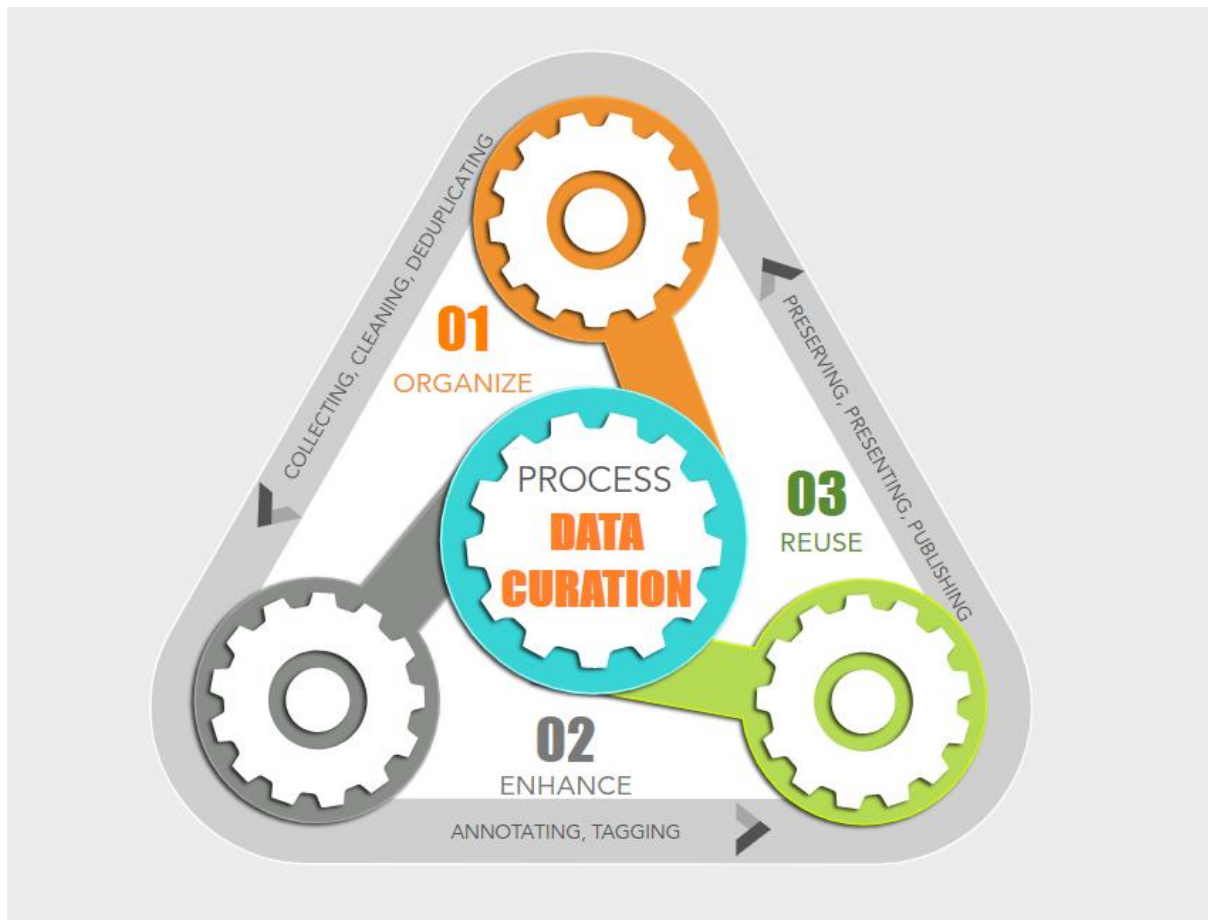 COLLECTING, CLEANING, DEDUPLICATING
01
ORGANIZE
PROCESS
DATA
CURATION
02
ENHANCE
ANNOTATING, TAGGING
03
REUSE
PRESERVING, PRESENTING, PUBLISHING